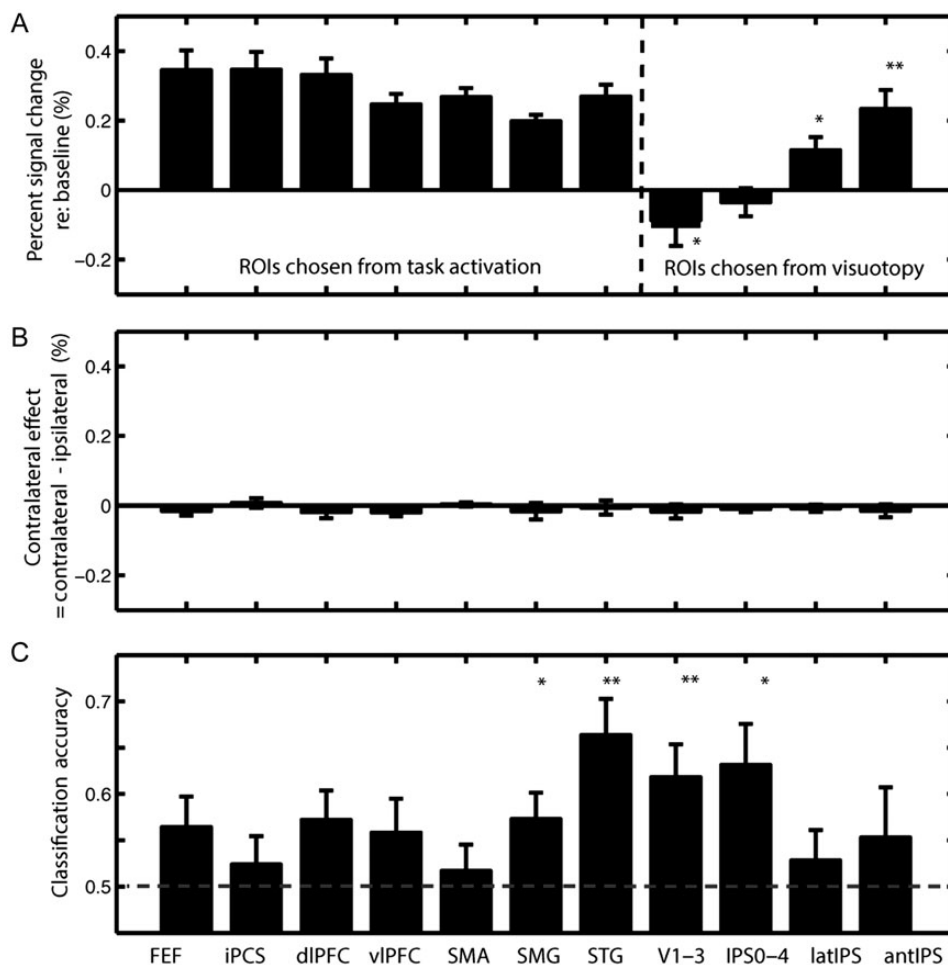 A
Percent signal change
re: baseline (%)
0.4
0.2
0
−0.2
*
*
**
ROIs chosen from task activation
ROIs chosen from visuotopy
B
Contralateral effect
= contralateral - ipsilateral (%)
0.4
0.2
0
−0.2
C
Classification accuracy
0.7
0.6
0.5
*
**
**
*
FEF iPCS dlPFC vlPFC SMA SMG STG V1−3 IPS0−4 latIPS antIPS